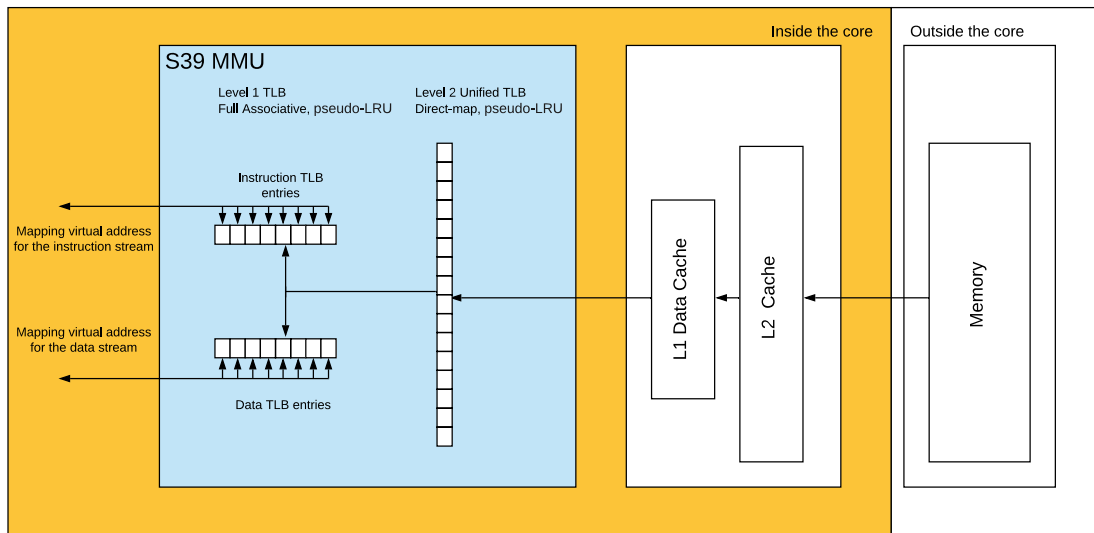 Inside the core
Outside the core
S39 MMU
Level 1 TLB
Full Associative, pseudo-LRU
Level 2 Unified TLB
Direct-map, pseudo-LRU
Instruction TLB
entries
Mapping virtual address
for the instruction stream
Mapping virtual address
for the data stream
Data TLB entries
L1 Data Cache
L2 Cache
Memory